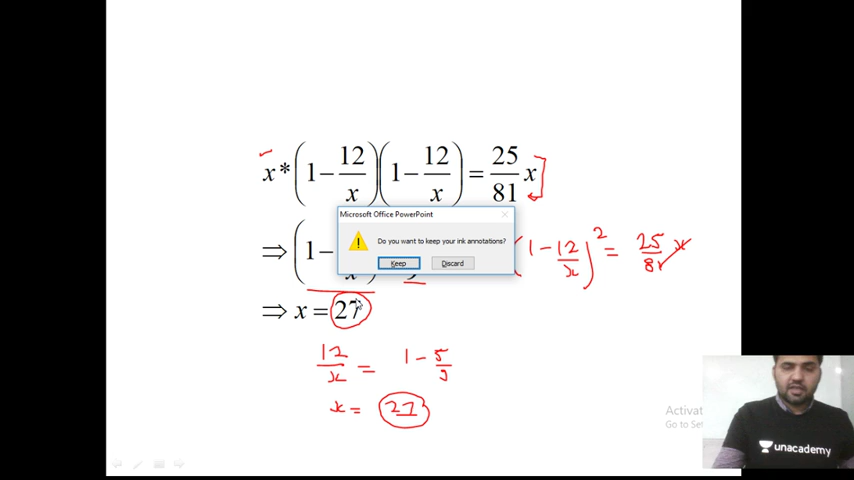 x*(1−12/x)(1−12/x)=25/81 x
Microsoft Office PowerPoint
Do you want to keep your ink annotations?
Keep Discard
⇒(1−
(1−12/x)²=25/81 x
⇒x=27
12/x = 1−5/9
x= 27
Activat
Go to Set
unacademy